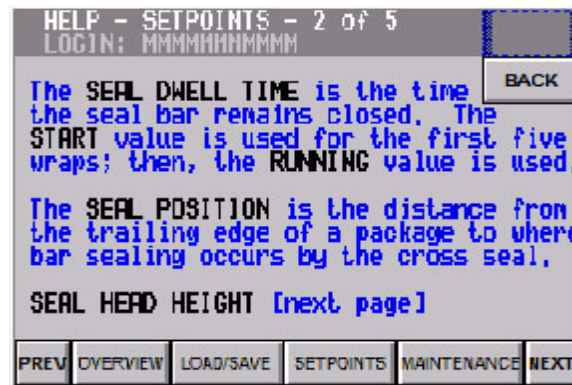 HELP - SETPOINTS - 2 of 5
LOGIN: MMMMHHNMMMM
BACK
The SEAL DWELL TIME is the time
the seal bar remains closed. The
START value is used for the first five
wraps; then, the RUNNING value is used.
The SEAL POSITION is the distance from
the trailing edge of a package to where
bar sealing occurs by the cross seal.
SEAL HEAD HEIGHT [next page]
PREV OVERVIEW LOAD/SAVE SETPOINTS MAINTENANCE NEXT